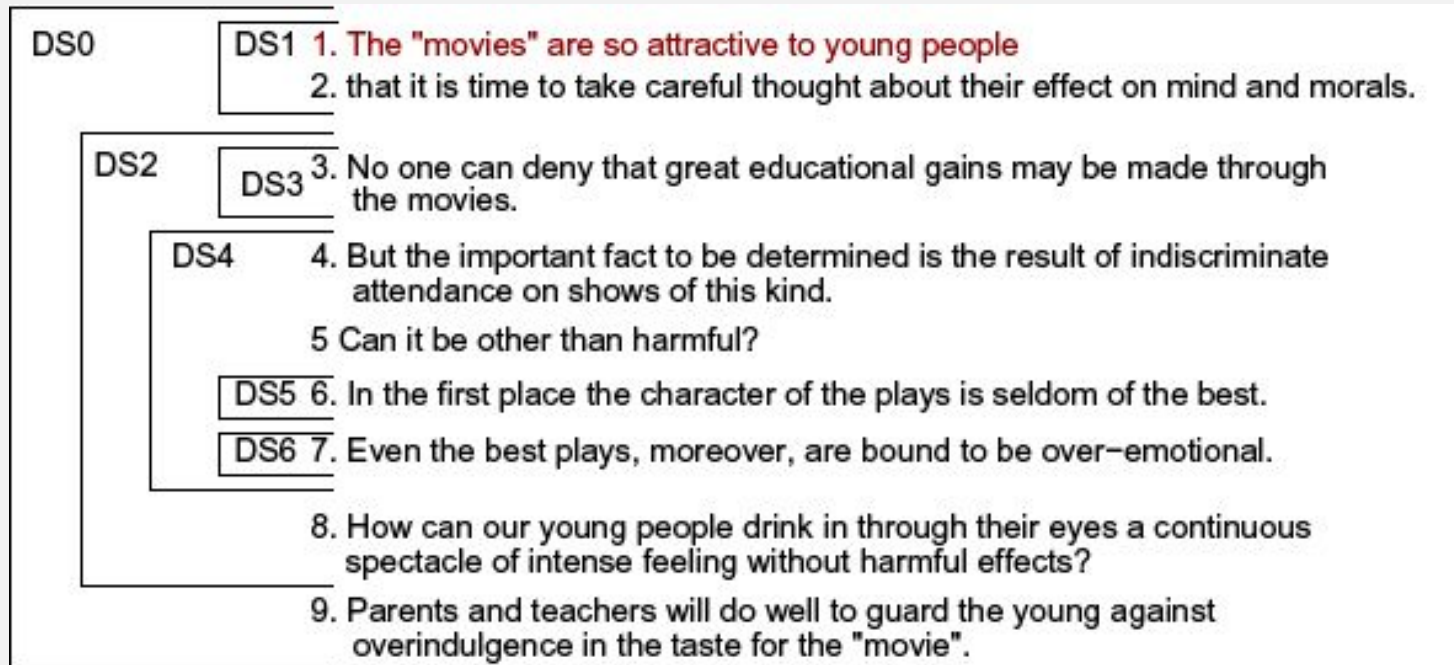 DS0 DS1 1. The "movies" are so attractive to young people
2. that it is time to take careful thought about their effect on mind and morals.
DS2 DS3 3. No one can deny that great educational gains may be made through
the movies.
DS4 4. But the important fact to be determined is the result of indiscriminate
attendance on shows of this kind.
5 Can it be other than harmful?
DS5 6. In the first place the character of the plays is seldom of the best.
DS6 7. Even the best plays, moreover, are bound to be over−emotional.
8. How can our young people drink in through their eyes a continuous
spectacle of intense feeling without harmful effects?
9. Parents and teachers will do well to guard the young against
overindulgence in the taste for the "movie".